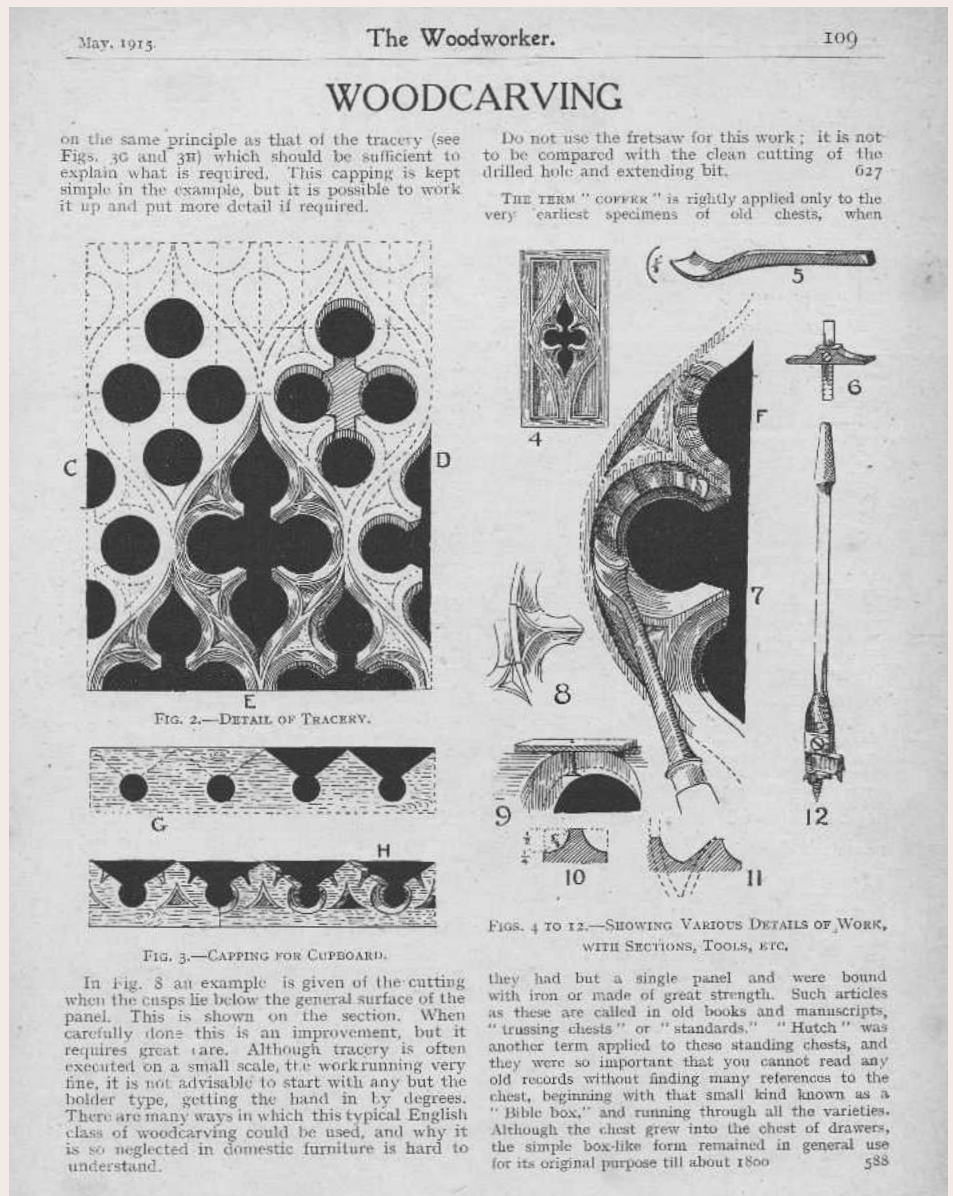 May, 1915.
The Woodworker.
109
WOODCARVING
on the same principle as that of the tracery (see
Figs. 3G and 3H) which should be sufficient to
explain what is required. This capping is kept
simple in the example, but it is possible to work
it up and put more detail if required.
C
D
E
FIG. 2.—DETAIL OF TRACERY.
G
H
FIG. 3.—CAPPING FOR CUPBOARD.
In Fig. 8 an example is given of the cutting
when the cusps lie below the general surface of the
panel. This is shown on the section. When
carefully done this is an improvement, but it
requires great care. Although tracery is often
executed on a small scale, the work running very
fine, it is not advisable to start with any but the
bolder type, getting the hand in by degrees.
There are many ways in which this typical English
class of woodcarving could be used, and why it
is so neglected in domestic furniture is hard to
understand.
Do not use the fretsaw for this work; it is not
to be compared with the clean cutting of the
drilled hole and extending bit. 627
THE TERM "COFFER" is rightly applied only to the
very earliest specimens of old chests, when
4
5
6
F
7
8
9
10
11
12
FIGS. 4 TO 12.—SHOWING VARIOUS DETAILS OF WORK,
WITH SECTIONS, TOOLS, ETC.
they had but a single panel and were bound
with iron or made of great strength. Such articles
as these are called in old books and manuscripts,
"trussing chests" or "standards." "Hutch" was
another term applied to these standing chests, and
they were so important that you cannot read any
old records without finding many references to the
chest, beginning with that small kind known as a
"Bible box," and running through all the varieties.
Although the chest grew into the chest of drawers,
the simple box-like form remained in general use
for its original purpose till about 1800 588